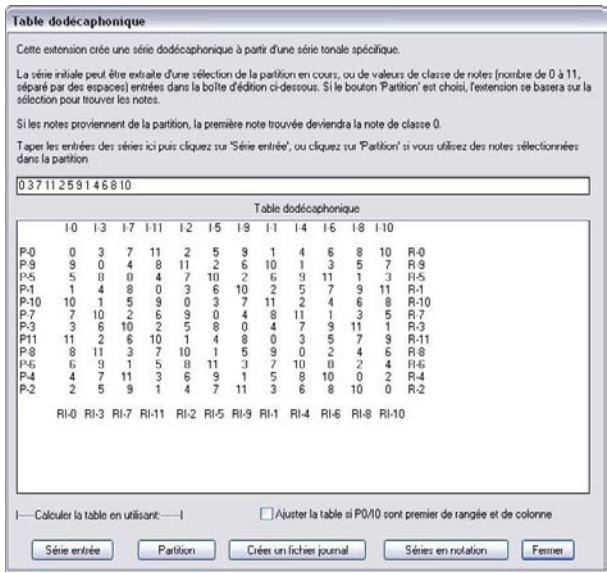 Table dodécaphonique
Cette extension crée une série dodécaphonique à partir d'une série tonale spécifique.
La série initiale peut être extraite d'une sélection de la partition en cours, ou de valeurs de classe de notes (nombre de 0 à 11,
séparé par des espaces) entrées dans la boîte d'édition ci-dessous. Si le bouton 'Partition' est choisi, l'extension se basera sur la
sélection pour trouver les notes.
Si les notes proviennent de la partition, la première note trouvée deviendra la note de classe 0.
Taper les entrées des séries ici puis cliquez sur 'Série entrée', ou cliquez sur 'Partition' si vous utilisez des notes sélectionnées
dans la partition
0 3 7 11 2 5 9 1 4 6 8 10
Table dodécaphonique
I-0 I-3 I-7 I-11 I-2 I-5 I-9 I-1 I-4 I-6 I-8 I-10
P-0 0 3 7 11 2 5 9 1 4 6 8 10 R-0
P-9 9 0 4 8 11 2 6 10 1 3 5 7 R-9
P-5 5 8 0 4 7 10 2 6 9 11 1 3 R-5
P-1 1 4 8 0 3 6 10 2 5 7 9 11 R-1
P-10 10 1 5 9 0 3 7 11 2 4 6 8 R-10
P-7 7 10 2 6 9 0 4 8 11 1 3 5 R-7
P-3 3 6 10 2 5 8 0 4 7 9 11 1 R-3
P11 11 2 6 10 1 4 8 0 3 5 7 9 R-11
P-8 8 11 3 7 10 1 5 9 0 2 4 6 R-8
P-6 6 9 1 5 8 11 3 7 10 0 2 4 R-6
P-4 4 7 11 3 6 9 1 5 8 10 0 2 R-4
P-2 2 5 9 1 4 7 11 3 6 8 10 0 R-2
RI-0 RI-3 RI-7 RI-11 RI-2 RI-5 RI-9 RI-1 RI-4 RI-6 RI-8 RI-10
|-----Calculer la table en utilisant:------| Ajuster la table si P0/I0 sont premier de rangée et de colonne
Série entrée Partition Créer un fichier journal Séries en notation Fermer